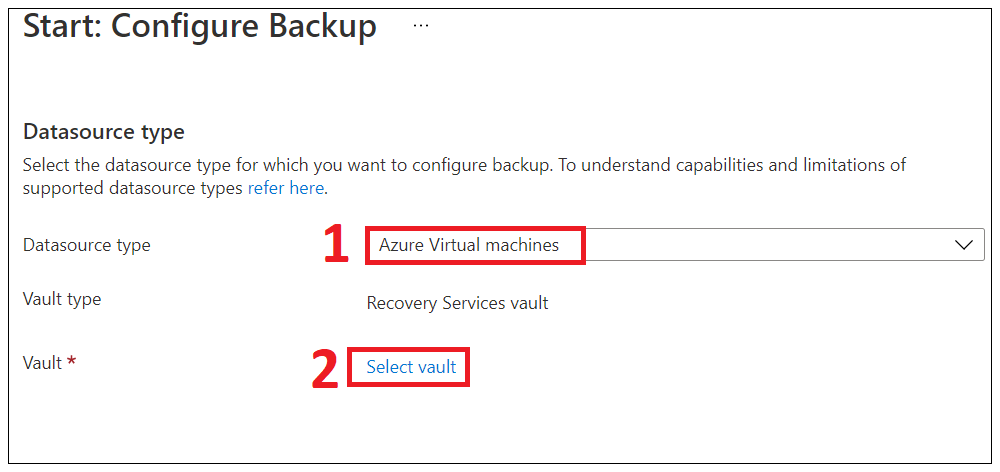 Start: Configure Backup ...
Datasource type
Select the datasource type for which you want to configure backup. To understand capabilities and limitations of
supported datasource types refer here.
Datasource type 1 Azure Virtual machines
Vault type Recovery Services vault
Vault * 2 Select vault